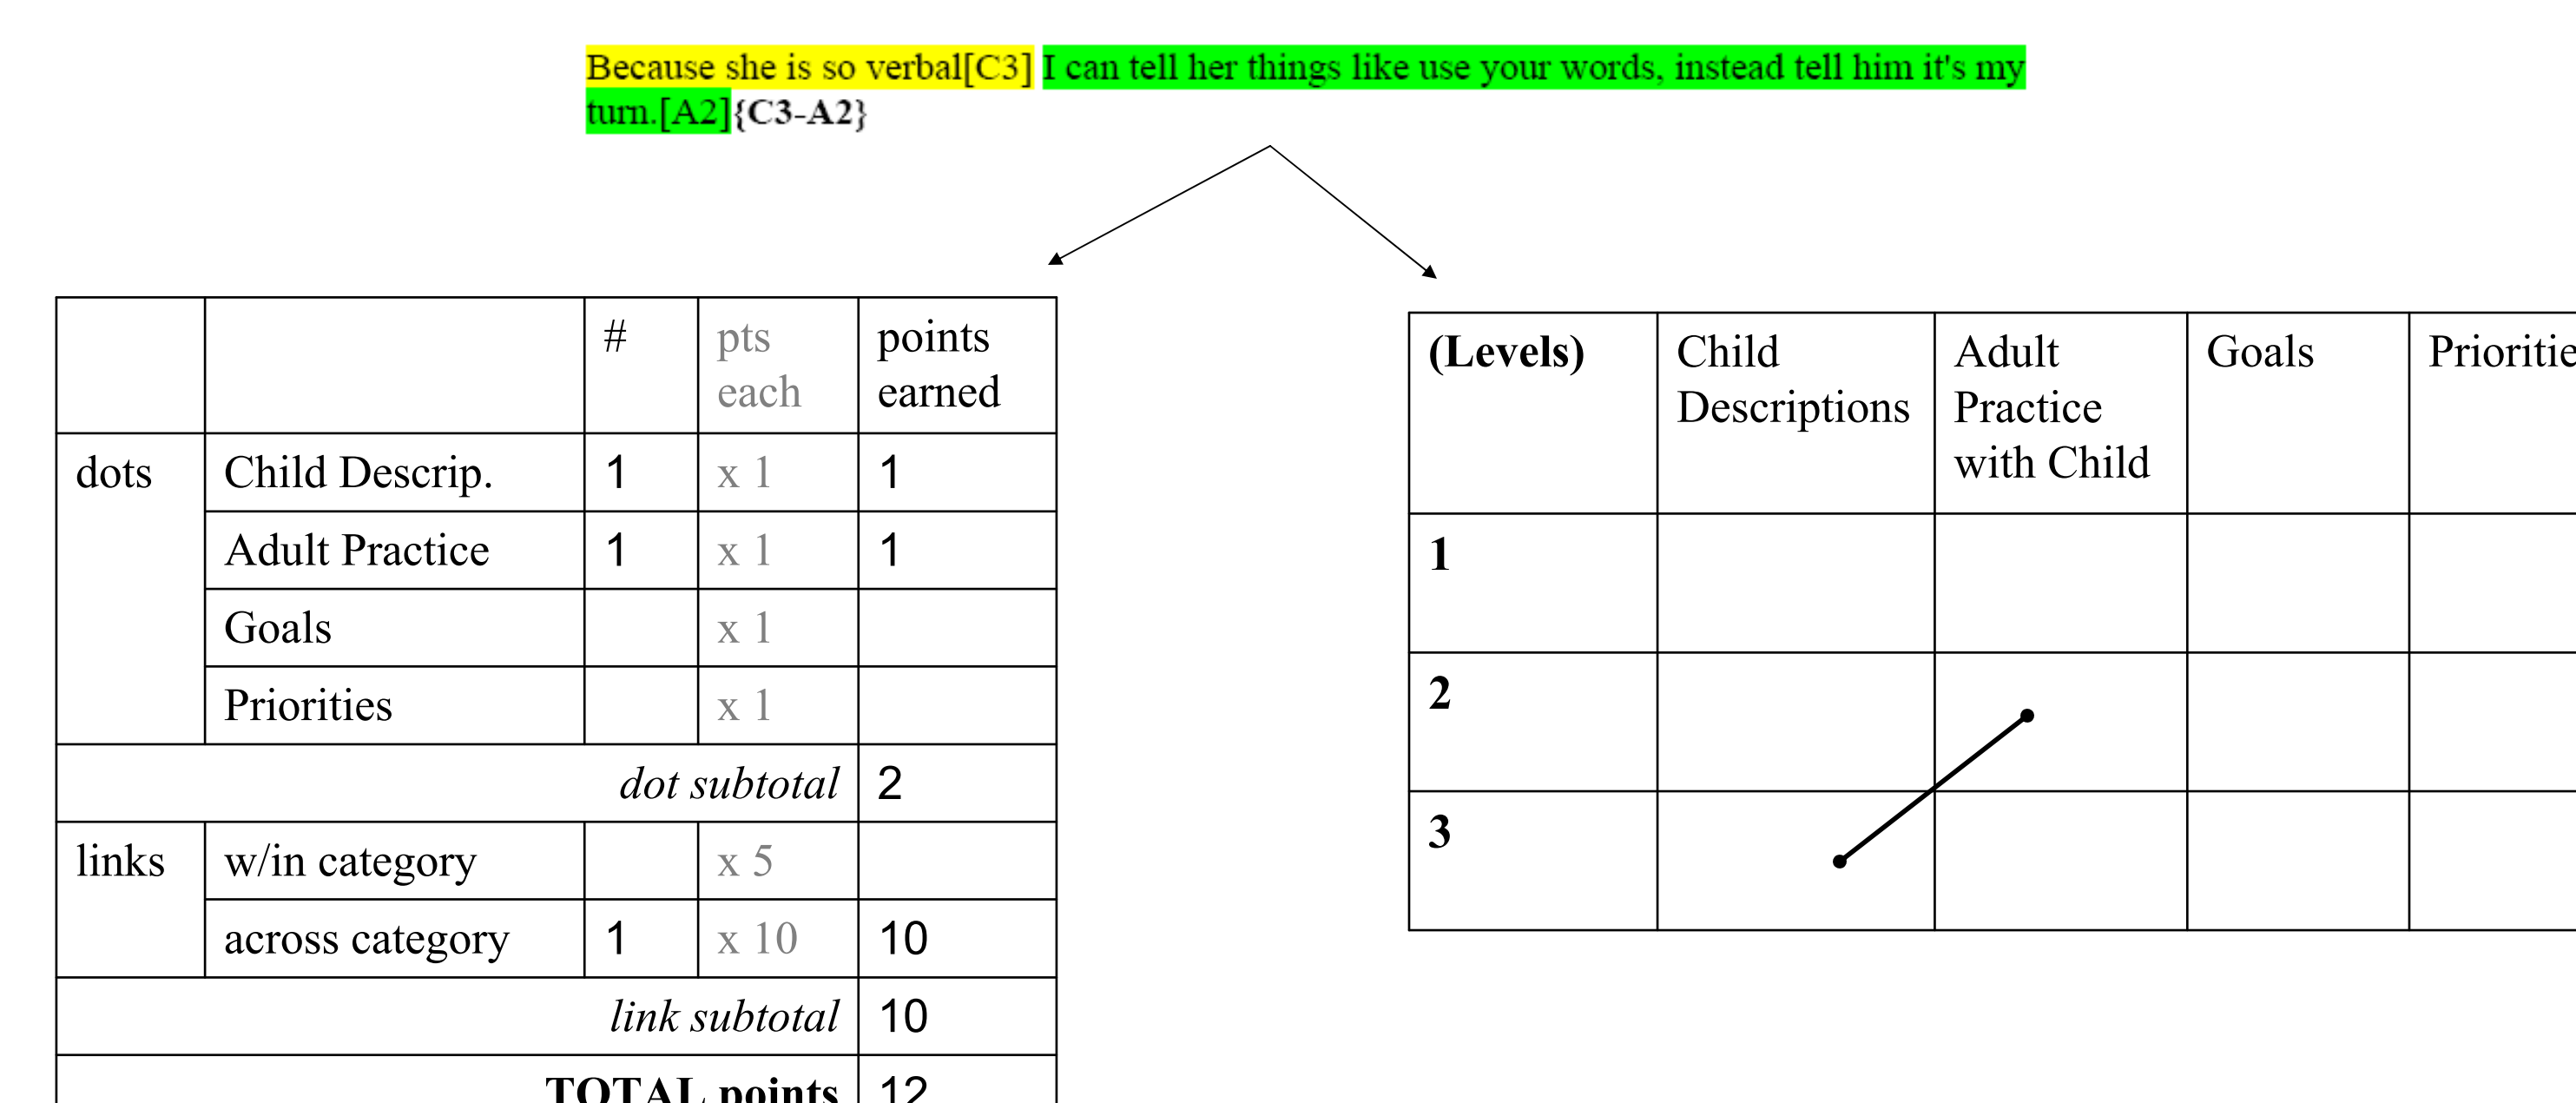 Because she is so verbal[C3] I can tell her things like use your words, instead tell him it's my
turn.[A2]{C3-A2}
# pts each points earned
dots Child Descrip. 1 x 1 1
Adult Practice 1 x 1 1
Goals x 1
Priorities x 1
dot subtotal 2
links w/in category x 5
across category 1 x 10 10
link subtotal 10
TOTAL points 12
(Levels) Child Descriptions Adult Practice with Child Goals Prioritie
1
2
3